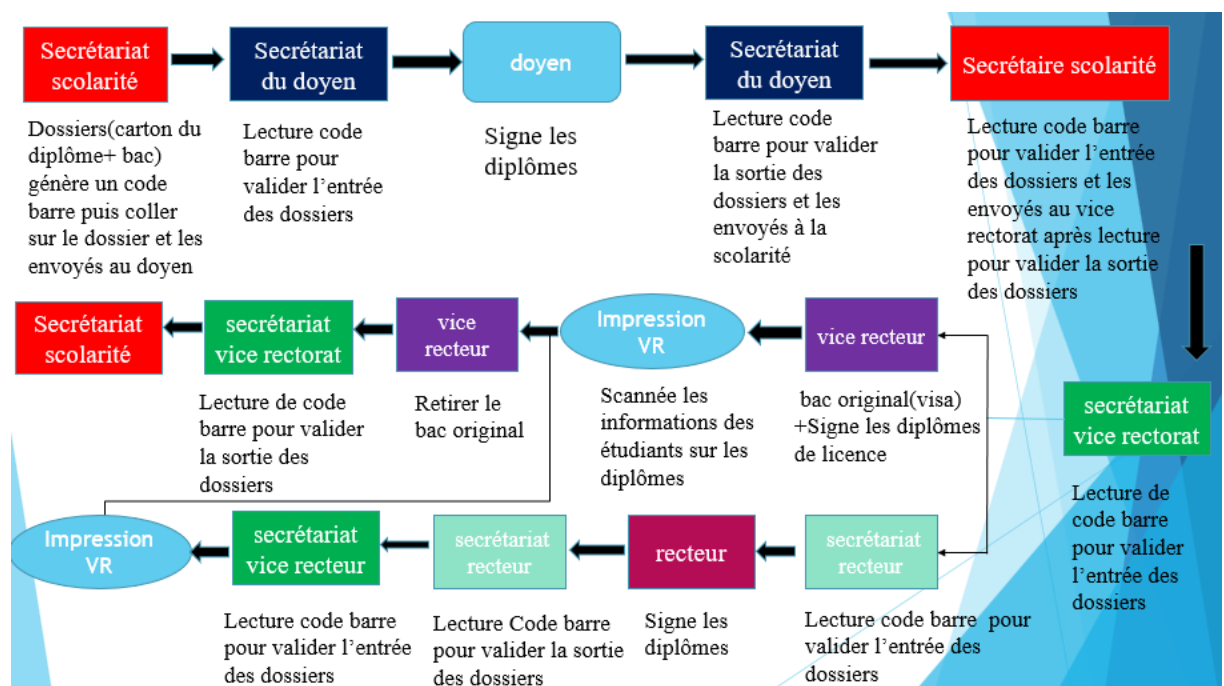 Secrétariat
scolarité
Dossiers(carton du
diplôme+ bac)
génère un code
barre puis coller
sur le dossier et les
envoyés au doyen
Secrétariat
du doyen
Lecture code
barre pour
valider l’entrée
des dossiers
doyen
Signe les
diplômes
Secrétariat
du doyen
Lecture code
barre pour valider
la sortie des
dossiers et les
envoyés à la
scolarité
Secrétaire scolarité
Lecture code barre
pour valider l’entrée
des dossiers et les
envoyés au vice
rectorat après lecture
pour valider la sortie
des dossiers
secrétariat
vice rectorat
Lecture de
code barre
pour valider
l’entrée des
dossiers
vice recteur
bac original(visa)
+Signe les diplômes
de licence
Impression
VR
Scannée les
informations des
étudiants sur les
diplômes
vice
recteur
Retirer le
bac original
secrétariat
vice rectorat
Lecture de code
barre pour valider
la sortie des
dossiers
Secrétariat
scolarité
secrétariat
recteur
Lecture code barre pour
valider l’entrée des
dossiers
recteur
Signe les
diplômes
secrétariat
recteur
Lecture Code barre
pour valider la sortie
des dossiers
secrétariat
vice recteur
Lecture code barre
pour valider l’entrée
des dossiers
Impression
VR